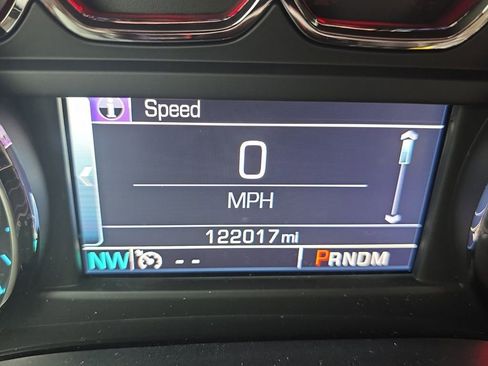 i Speed
0
MPH
122017 mi
NW -- PRNDM